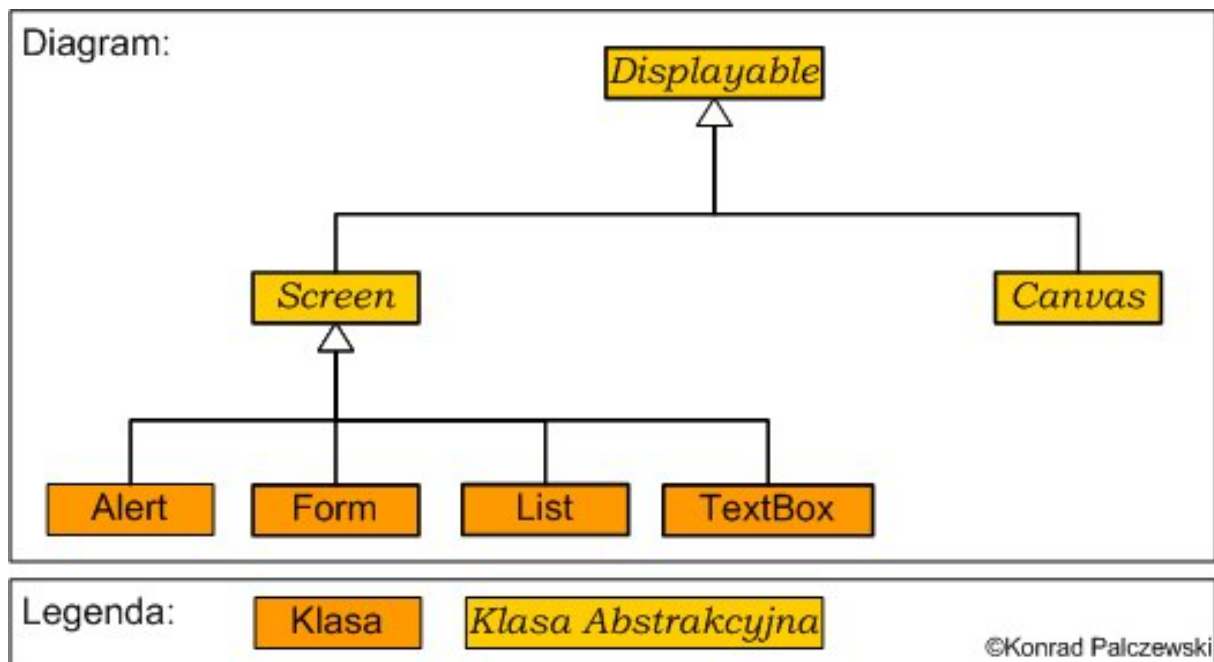 Diagram:
Displayable
Screen
Canvas
Alert
Form
List
TextBox
Legenda:
Klasa
Klasa Abstrakcyjna
©Konrad Palczewski